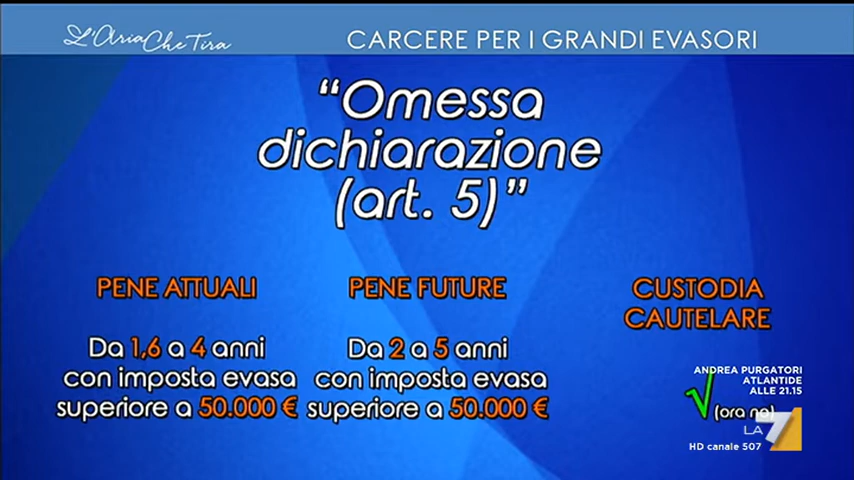 L'Aria Che Tira
CARCERE PER I GRANDI EVASORI
“Omessa
dichiarazione
(art. 5)”
PENE ATTUALI
Da 1,6 a 4 anni
con imposta evasa
superiore a 50.000 €
PENE FUTURE
Da 2 a 5 anni
con imposta evasa
superiore a 50.000 €
CUSTODIA
CAUTELARE
ANDREA PURGATORI
ATLANTIDE
ALLE 21.15
√ (ora no)
LA 7
HD canale 507